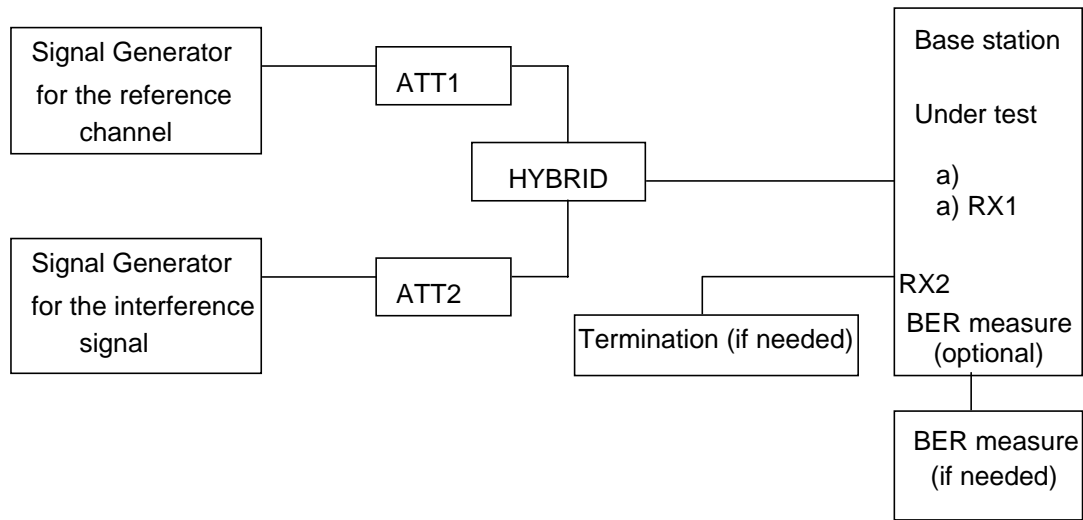 Signal Generator
for the reference
channel
ATT1
HYBRID
Signal Generator
for the interference
signal
ATT2
Termination (if needed)
Base station
Under test
a)
a) RX1
RX2
BER measure
(optional)
BER measure
(if needed)